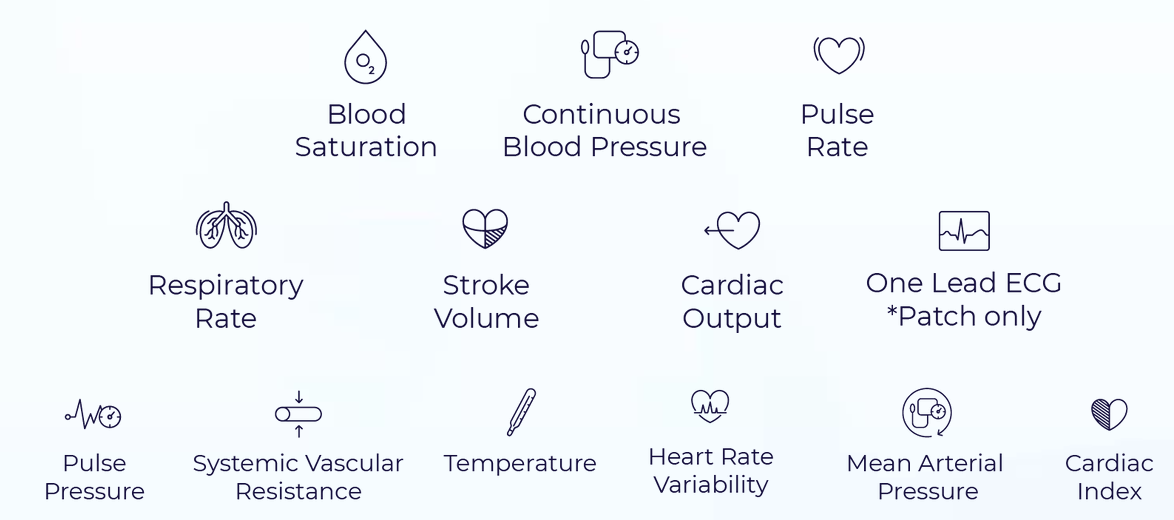 O2
Blood
Saturation
Continuous
Blood Pressure
Pulse
Rate
Respiratory
Rate
Stroke
Volume
Cardiac
Output
One Lead ECG
*Patch only
Pulse
Pressure
Systemic Vascular
Resistance
Temperature
Heart Rate
Variability
Mean Arterial
Pressure
Cardiac
Index